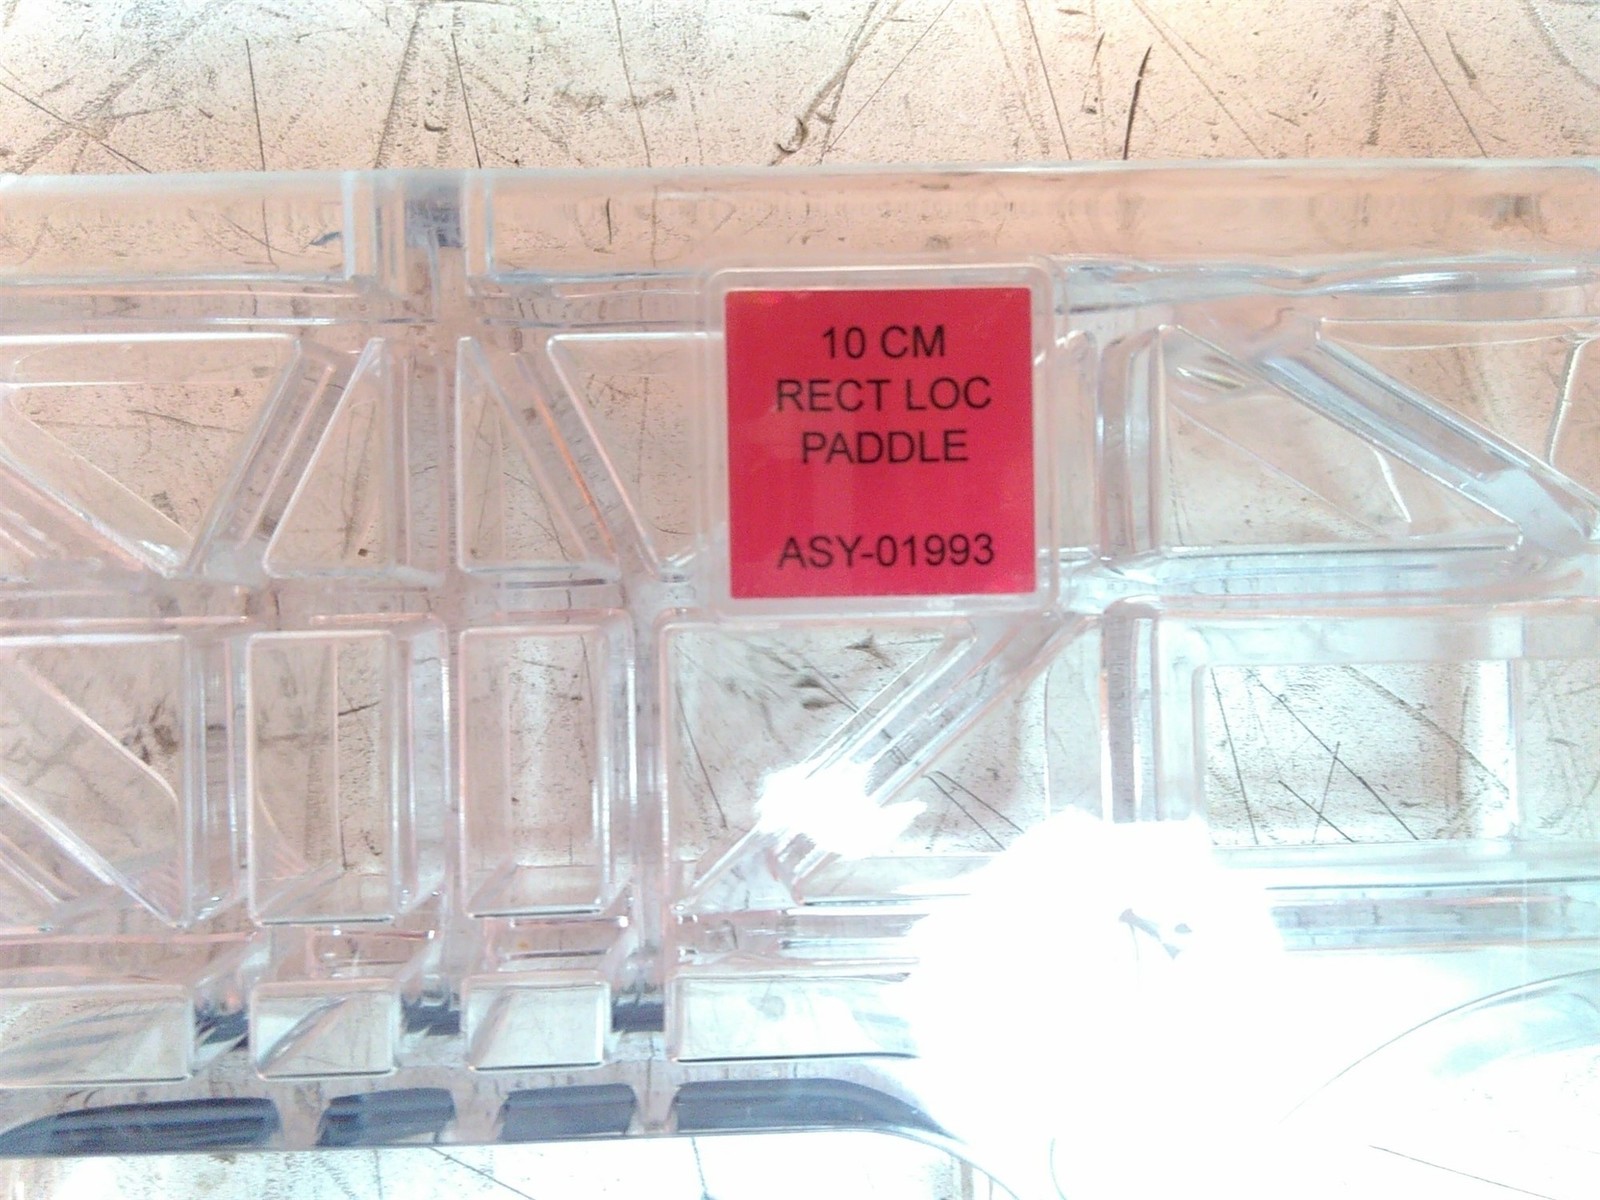 10 CM
RECT LOC
PADDLE
ASY-01993